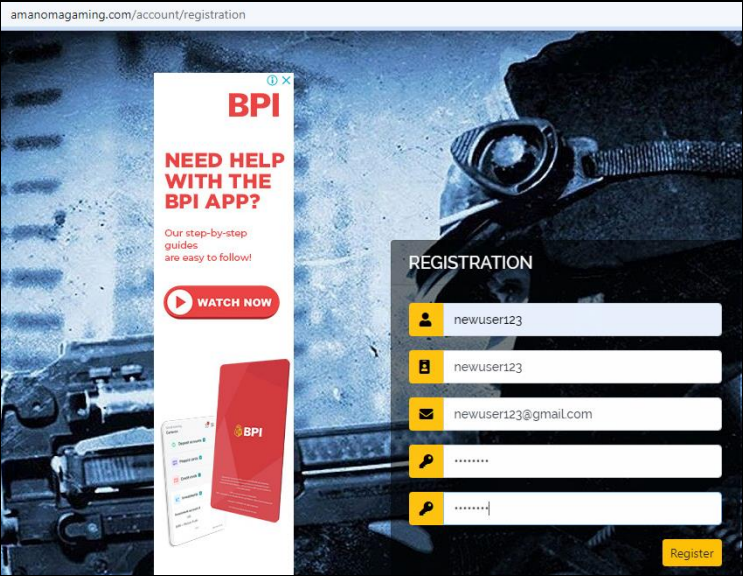 amanomagaming.com/account/registration
BPI
NEED HELP
WITH THE
BPI APP?
Our step-by-step
guides
are easy to follow!
WATCH NOW
BPI
REGISTRATION
newuser123
newuser123
newuser123@gmail.com
••••••••
••••••••
Register